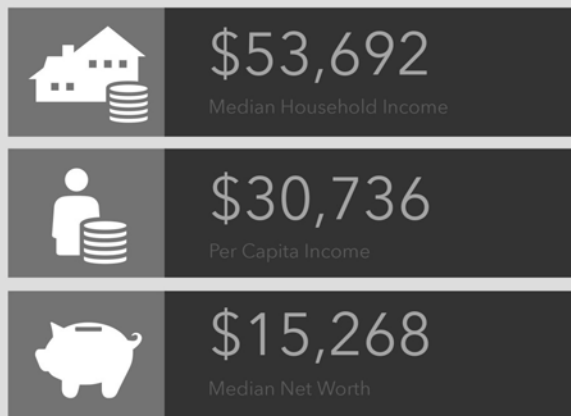 $53,692
Median Household Income
$30,736
Per Capita Income
$15,268
Median Net Worth